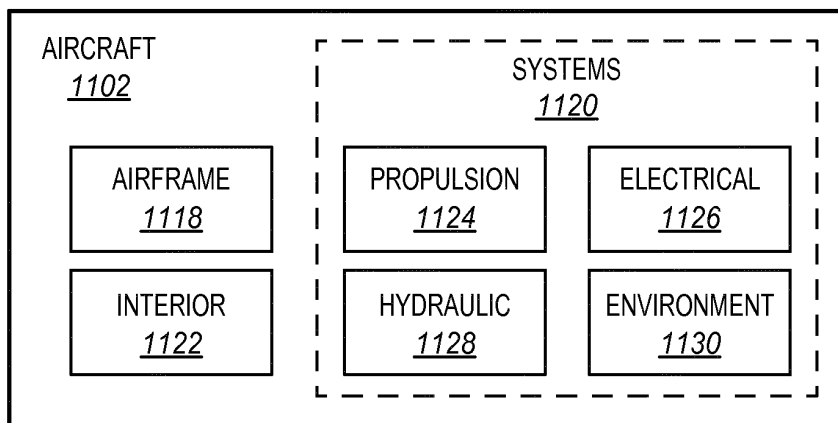 AIRCRAFT
1102
SYSTEMS
1120
AIRFRAME
1118
PROPULSION
1124
ELECTRICAL
1126
INTERIOR
1122
HYDRAULIC
1128
ENVIRONMENT
1130